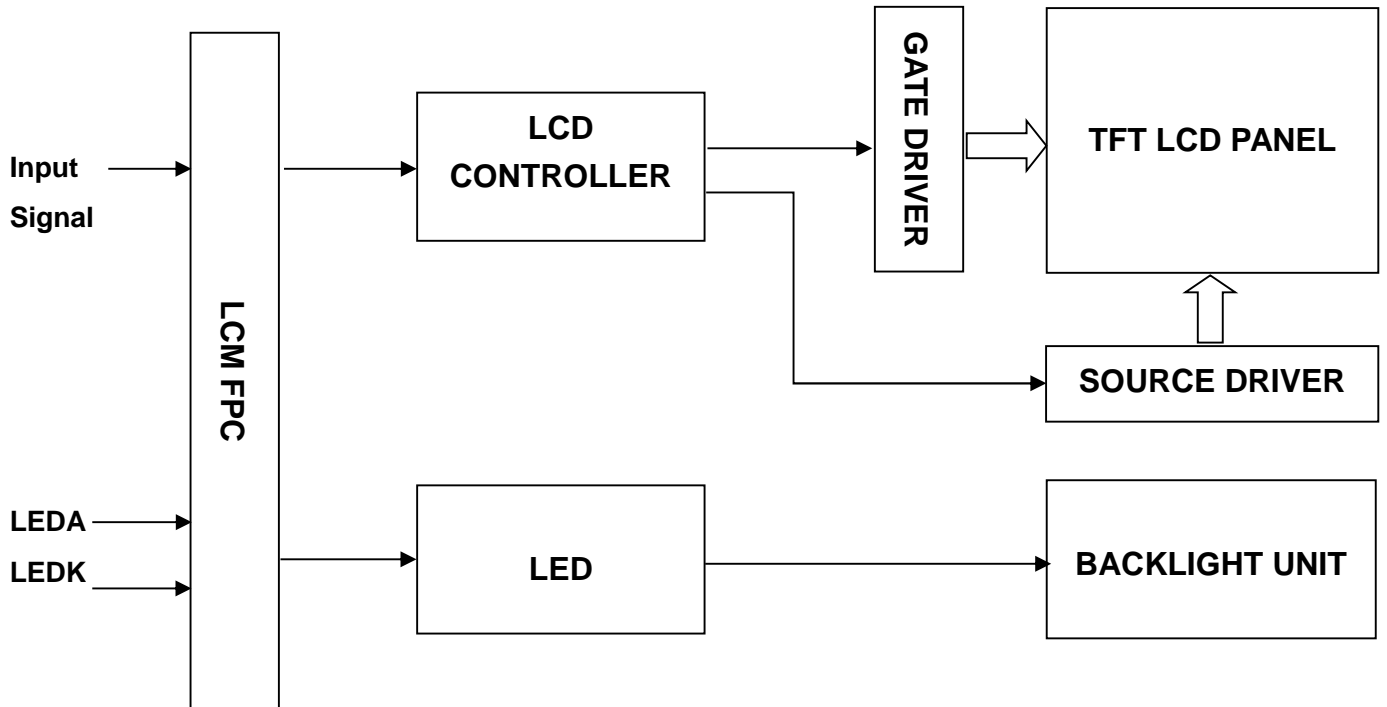 GATE DRIVER
LCD
CONTROLLER
TFT LCD PANEL
Input
Signal
LCM FPC
SOURCE DRIVER
LEDA
LEDK
LED
BACKLIGHT UNIT